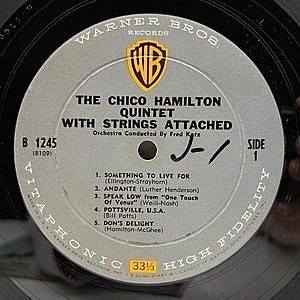 WARNER BROS.
RECORDS
WB
THE CHICO HAMILTON
QUINTET
WITH STRINGS ATTACHED
Orchestra Conducted By Fred Katz
B 1245
(8109)
SIDE
1
J-1
1. SOMETHING TO LIVE FOR
(Ellington-Strayhorn)
2. ANDANTE (Luther Henderson)
3. SPEAK LOW from "One Touch
Of Venus" (Weill-Nash)
4. POTTSVILLE, U.S.A.
(Bill Potts)
5. DON'S DELIGHT
(Hamilton-McGhee)
VITAPHONIC HIGH FIDELITY
33⅓